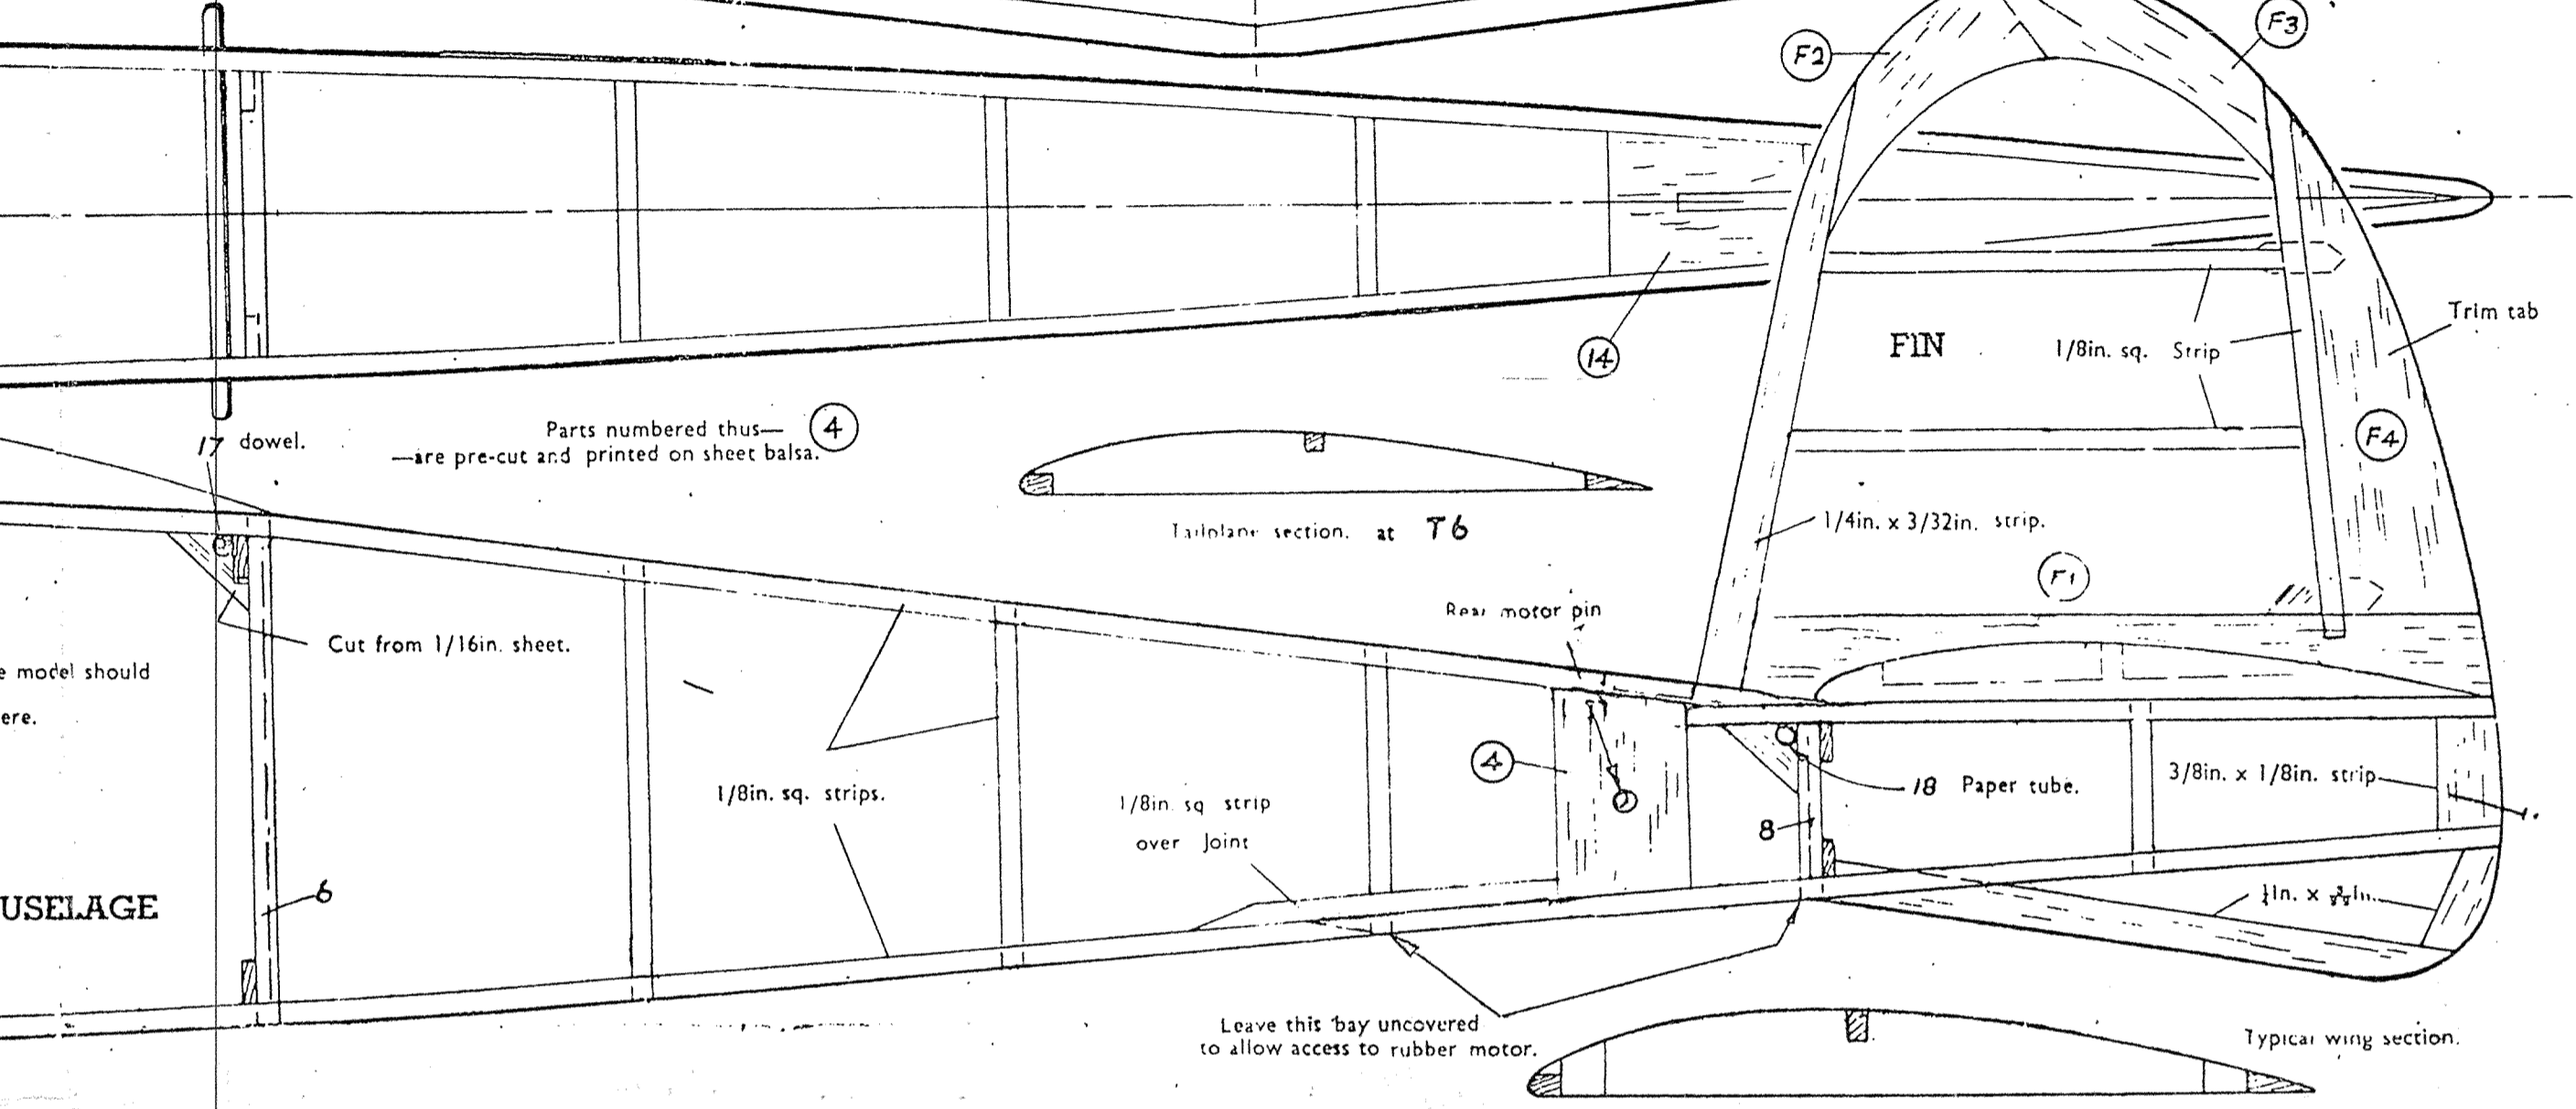 F2
F3
Trim tab
14
FIN
1/8in. sq. Strip
17 dowel.
Parts numbered thus— 4
—are pre-cut and printed on sheet balsa.
F4
Tailplane section. at T6
1/4in. x 3/32in. strip.
F1
Rear motor pin
Cut from 1/16in. sheet.
e model should
ere.
4
1/8in. sq. strips.
1/8in. sq strip
over Joint
18 Paper tube.
3/8in. x 1/8in. strip
8
6
USELAGE
Leave this bay uncovered
to allow access to rubber motor.
Typical wing section.